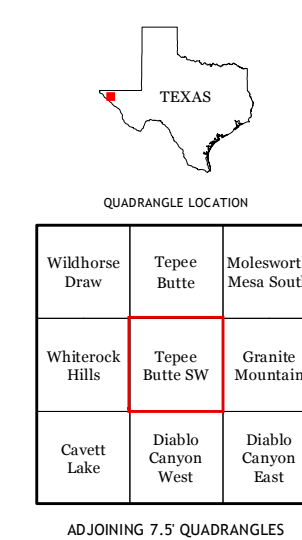 TEXAS
QUADRANGLE LOCATION
Wildhorse
Draw
Tepee
Butte
Moleswort
Mesa Sout
Whiterock
Hills
Tepee
Butte SW
Granite
Mountain
Cavett
Lake
Diablo
Canyon
West
Diablo
Canyon
East
ADJOINING 7.5' QUADRANGLES